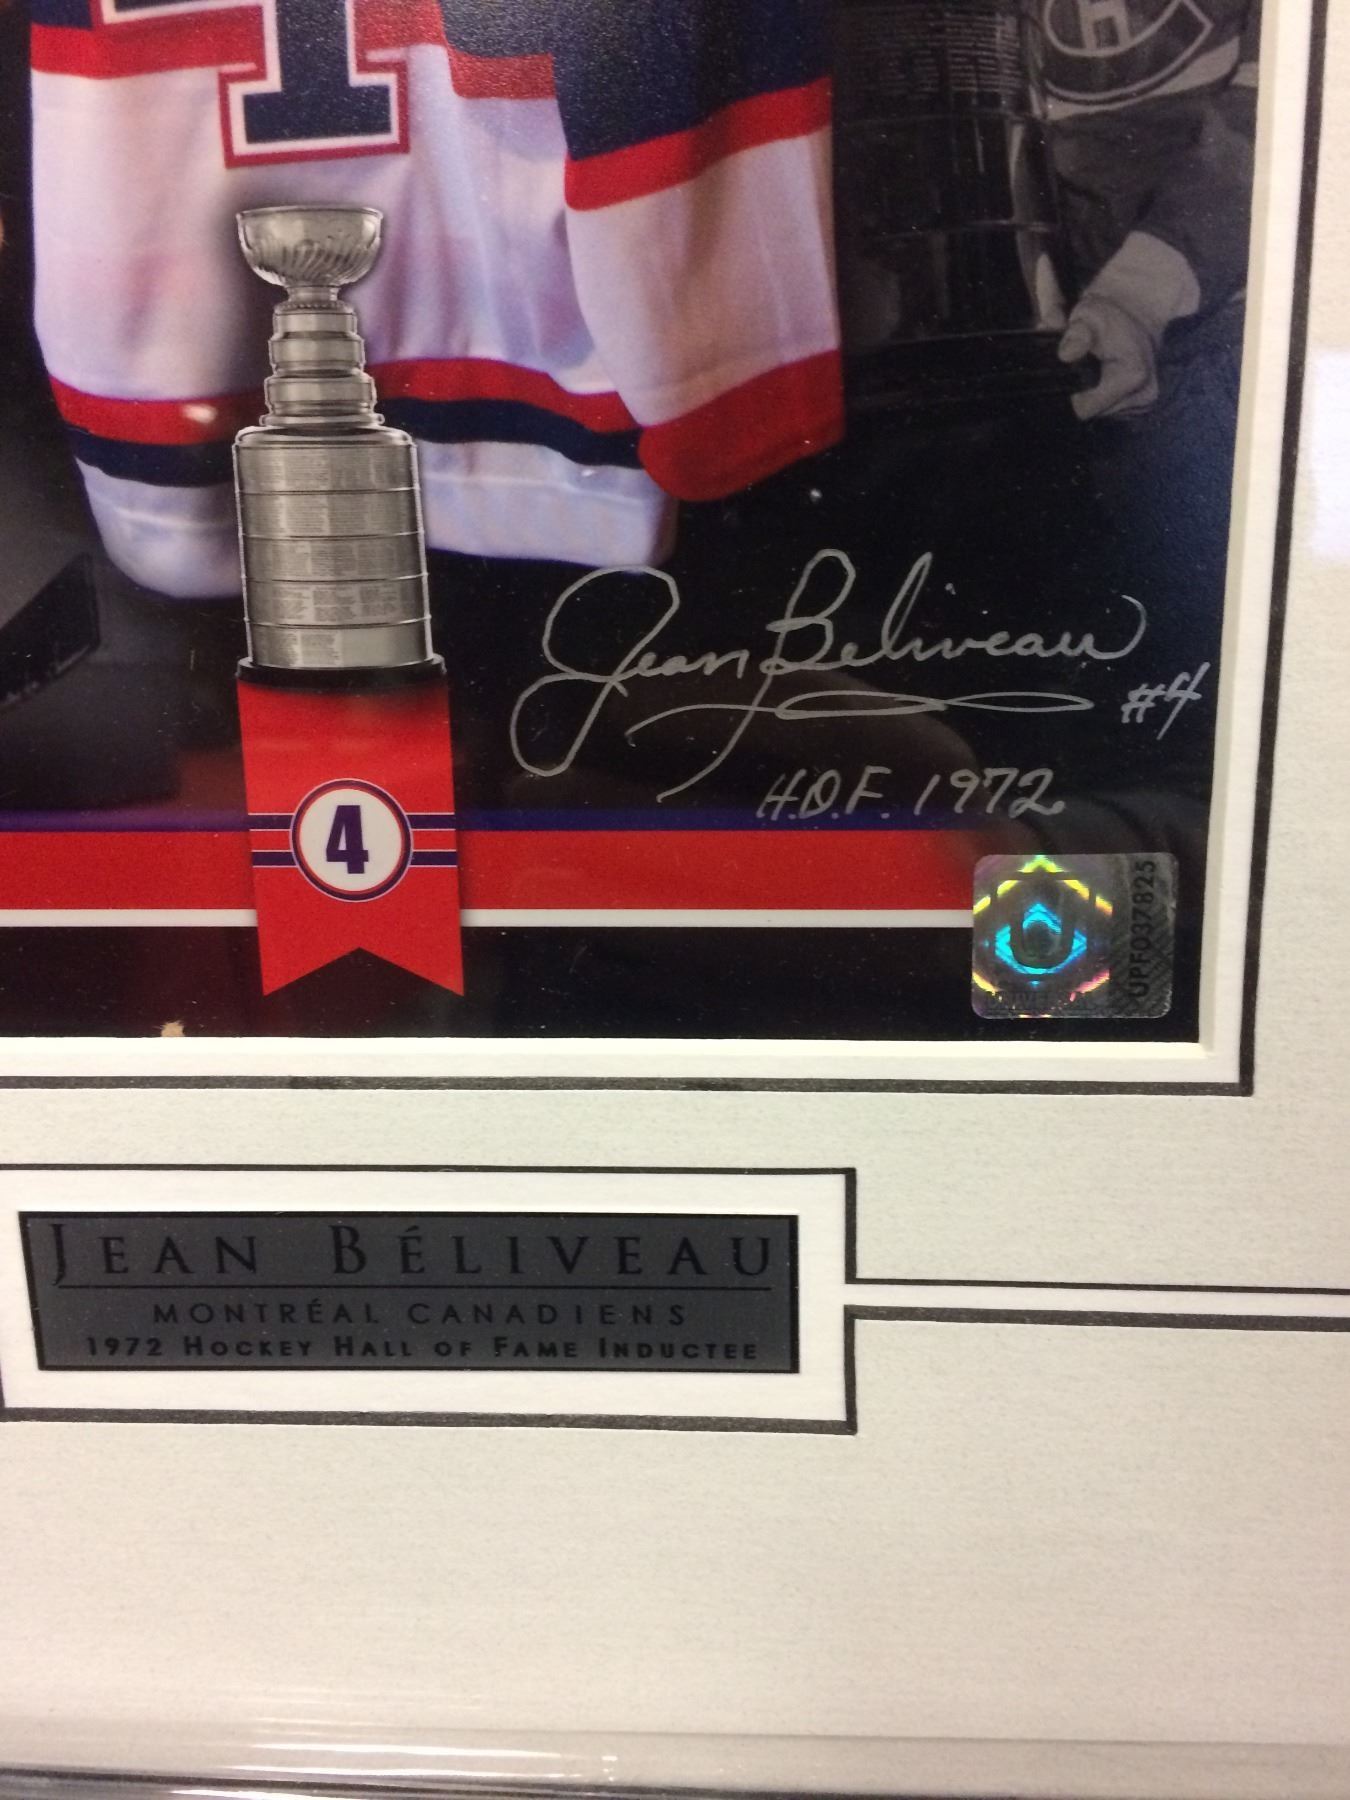 Jean Beliveau #4
H.O.F. 1972
4
UPF037825
JEAN BÉLIVEAU
MONTRÉAL CANADIENS
1972 HOCKEY HALL OF FAME INDUCTEE